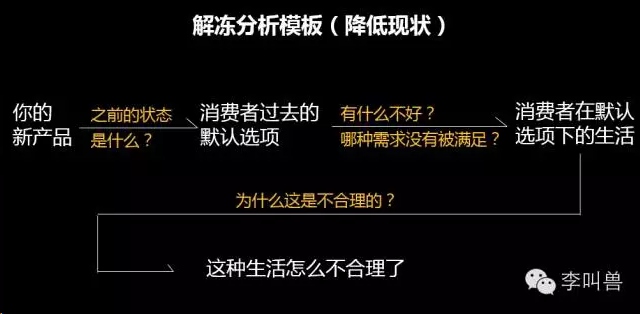 解冻分析模板（降低现状）
你的
新产品
之前的状态
是什么？
消费者过去的
默认选项
有什么不好？
哪种需求没有被满足？
消费者在默认
选项下的生活
为什么这是不合理的？
这种生活怎么不合理了
李叫兽